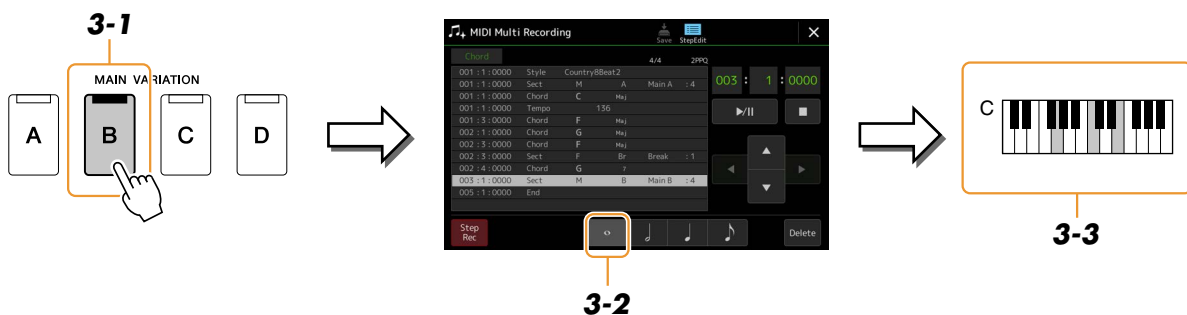 3-1
MAIN VARIATION
A B C D
MIDI Multi Recording
Save StepEdit
Chord 4/4 2PPQ
001 : 1 : 0000 Style Country8Beat2
001 : 1 : 0000 Sect M A Main A : 4
001 : 1 : 0000 Chord C Maj
001 : 1 : 0000 Tempo 136
001 : 3 : 0000 Chord F Maj
002 : 1 : 0000 Chord G Maj
002 : 3 : 0000 Chord F Maj
002 : 3 : 0000 Sect F Br Break : 1
002 : 4 : 0000 Chord G 7
003 : 1 : 0000 Sect M B Main B : 4
005 : 1 : 0000 End
003 : 1 : 0000
Step
Rec
Delete
3-2
C
3-3